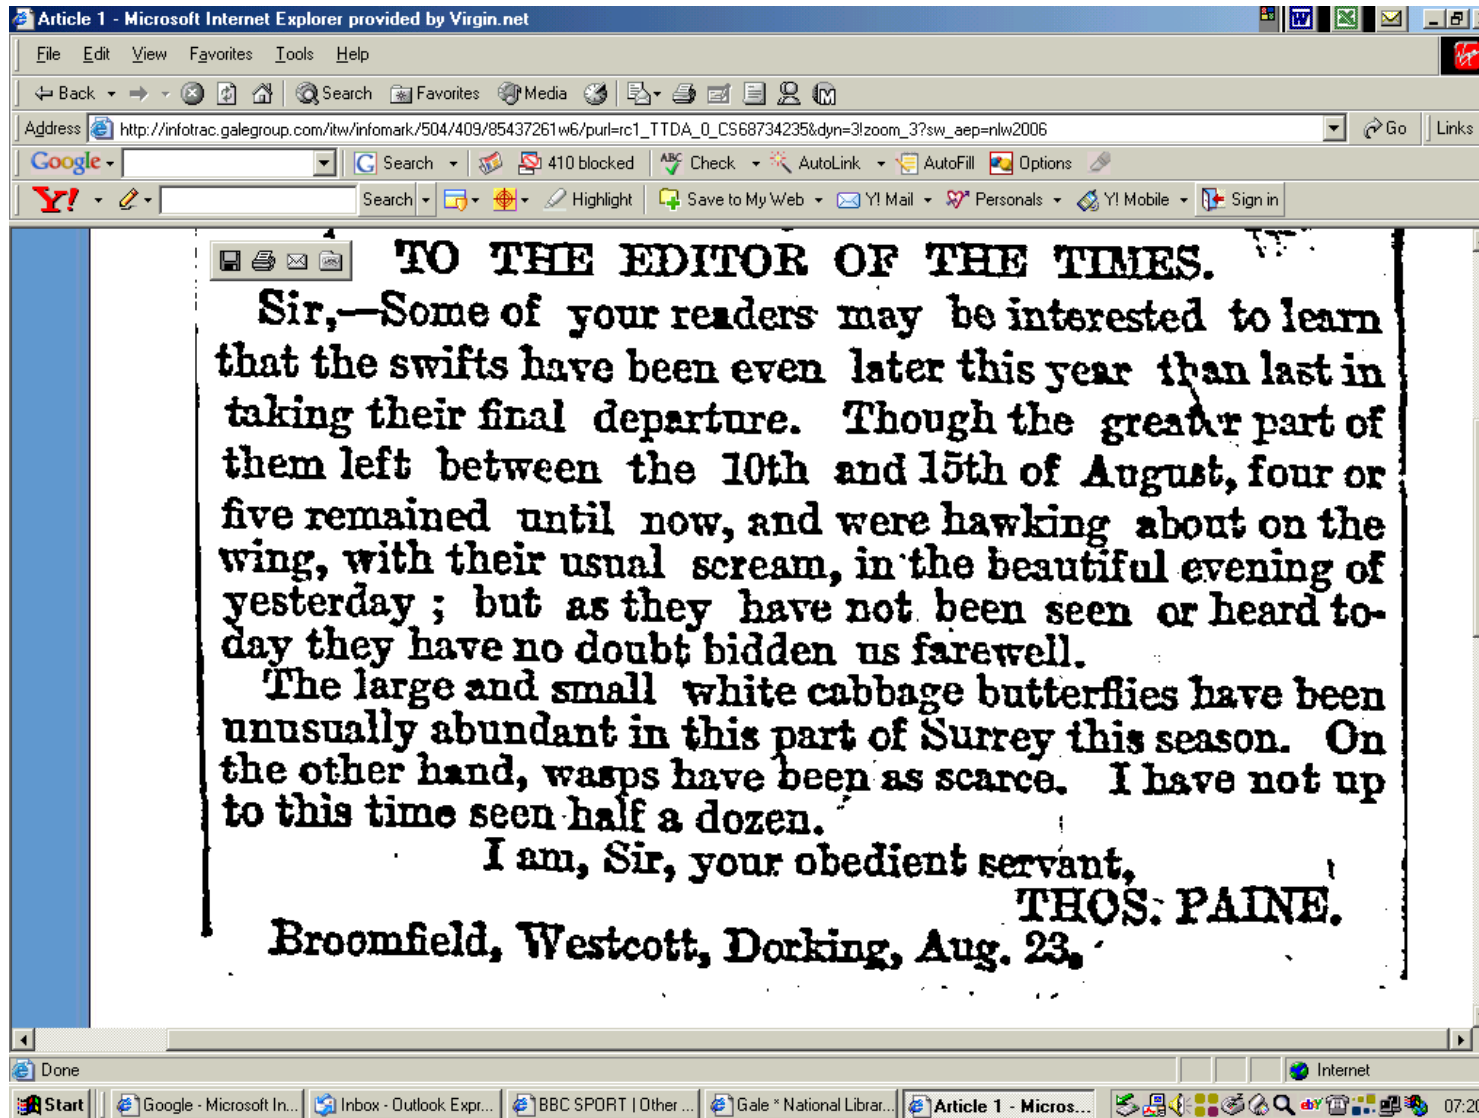 Article 1 - Microsoft Internet Explorer provided by Virgin.net
File Edit View Favorites Tools Help
Back Search Favorites Media
Address http://infotrac.galegroup.com/itw/infomark/504/409/85437261w6/purl=rc1_TTDA_0_CS68734235&dyn=3!zoom_3?sw_aep=nlw2006 Go Links
Google Search 410 blocked ABC Check AutoLink AutoFill Options
Y! Search Highlight Save to My Web Y! Mail Personals Y! Mobile Sign in
TO THE EDITOR OF THE TIMES.
Sir,—Some of your readers may be interested to learn
that the swifts have been even later this year than last in
taking their final departure. Though the greater part of
them left between the 10th and 15th of August, four or
five remained until now, and were hawking about on the
wing, with their usual scream, in the beautiful evening of
yesterday ; but as they have not been seen or heard to-
day they have no doubt bidden us farewell.
The large and small white cabbage butterflies have been
unusually abundant in this part of Surrey this season. On
the other hand, wasps have been as scarce. I have not up
to this time seen half a dozen.
I am, Sir, your obedient servant,
THOS. PAINE.
Broomfield, Westcott, Dorking, Aug. 23.
Done Internet
Start Google - Microsoft In... Inbox - Outlook Expr... BBC SPORT | Other ... Gale * National Librar... Article 1 - Micros... 07:20